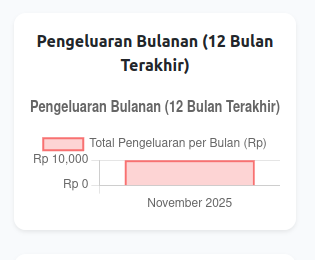 Pengeluaran Bulanan (12 Bulan
Terakhir)
Pengeluaran Bulanan (12 Bulan Terakhir)
Total Pengeluaran per Bulan (Rp)
Rp 10,000
Rp 0
November 2025